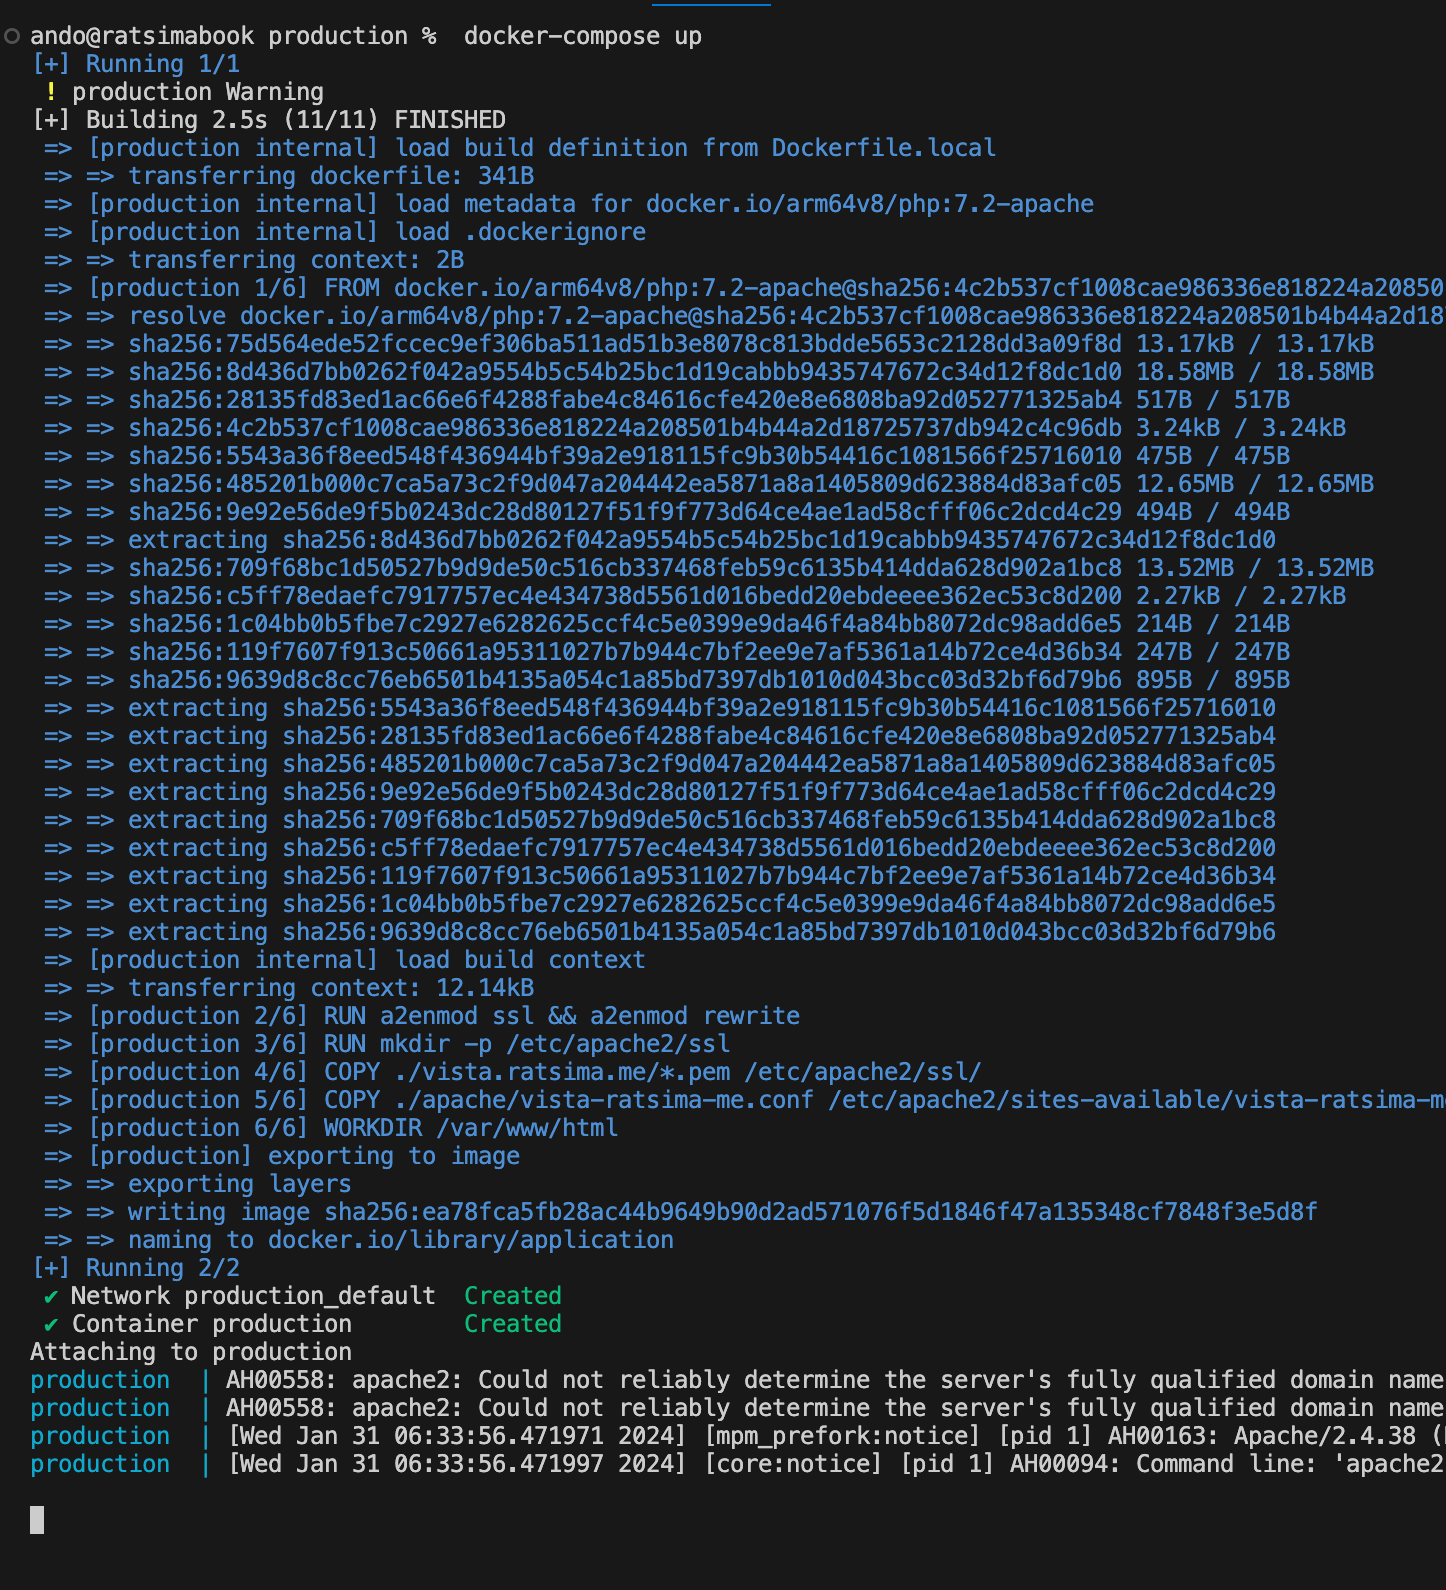 ando@ratsimabook production %  docker-compose up
[+] Running 1/1
 ! production Warning
[+] Building 2.5s (11/11) FINISHED
 => [production internal] load build definition from Dockerfile.local
 => => transferring dockerfile: 341B
 => [production internal] load metadata for docker.io/arm64v8/php:7.2-apache
 => [production internal] load .dockerignore
 => => transferring context: 2B
 => [production 1/6] FROM docker.io/arm64v8/php:7.2-apache@sha256:4c2b537cf1008cae986336e818224a20850
 => => resolve docker.io/arm64v8/php:7.2-apache@sha256:4c2b537cf1008cae986336e818224a208501b4b44a2d18
 => => sha256:75d564ede52fccec9ef306ba511ad51b3e8078c813bdde5653c2128dd3a09f8d 13.17kB / 13.17kB
 => => sha256:8d436d7bb0262f042a9554b5c54b25bc1d19cabbb9435747672c34d12f8dc1d0 18.58MB / 18.58MB
 => => sha256:28135fd83ed1ac66e6f4288fabe4c84616cfe420e8e6808ba92d052771325ab4 517B / 517B
 => => sha256:4c2b537cf1008cae986336e818224a208501b4b44a2d18725737db942c4c96db 3.24kB / 3.24kB
 => => sha256:5543a36f8eed548f436944bf39a2e918115fc9b30b54416c1081566f25716010 475B / 475B
 => => sha256:485201b000c7ca5a73c2f9d047a204442ea5871a8a1405809d623884d83afc05 12.65MB / 12.65MB
 => => sha256:9e92e56de9f5b0243dc28d80127f51f9f773d64ce4ae1ad58cfff06c2dcd4c29 494B / 494B
 => => extracting sha256:8d436d7bb0262f042a9554b5c54b25bc1d19cabbb9435747672c34d12f8dc1d0
 => => sha256:709f68bc1d50527b9d9de50c516cb337468feb59c6135b414dda628d902a1bc8 13.52MB / 13.52MB
 => => sha256:c5ff78edaefc7917757ec4e434738d5561d016bedd20ebdeeee362ec53c8d200 2.27kB / 2.27kB
 => => sha256:1c04bb0b5fbe7c2927e6282625ccf4c5e0399e9da46f4a84bb8072dc98add6e5 214B / 214B
 => => sha256:119f7607f913c50661a95311027b7b944c7bf2ee9e7af5361a14b72ce4d36b34 247B / 247B
 => => sha256:9639d8c8cc76eb6501b4135a054c1a85bd7397db1010d043bcc03d32bf6d79b6 895B / 895B
 => => extracting sha256:5543a36f8eed548f436944bf39a2e918115fc9b30b54416c1081566f25716010
 => => extracting sha256:28135fd83ed1ac66e6f4288fabe4c84616cfe420e8e6808ba92d052771325ab4
 => => extracting sha256:485201b000c7ca5a73c2f9d047a204442ea5871a8a1405809d623884d83afc05
 => => extracting sha256:9e92e56de9f5b0243dc28d80127f51f9f773d64ce4ae1ad58cfff06c2dcd4c29
 => => extracting sha256:709f68bc1d50527b9d9de50c516cb337468feb59c6135b414dda628d902a1bc8
 => => extracting sha256:c5ff78edaefc7917757ec4e434738d5561d016bedd20ebdeeee362ec53c8d200
 => => extracting sha256:119f7607f913c50661a95311027b7b944c7bf2ee9e7af5361a14b72ce4d36b34
 => => extracting sha256:1c04bb0b5fbe7c2927e6282625ccf4c5e0399e9da46f4a84bb8072dc98add6e5
 => => extracting sha256:9639d8c8cc76eb6501b4135a054c1a85bd7397db1010d043bcc03d32bf6d79b6
 => [production internal] load build context
 => => transferring context: 12.14kB
 => [production 2/6] RUN a2enmod ssl && a2enmod rewrite
 => [production 3/6] RUN mkdir -p /etc/apache2/ssl
 => [production 4/6] COPY ./vista.ratsima.me/*.pem /etc/apache2/ssl/
 => [production 5/6] COPY ./apache/vista-ratsima-me.conf /etc/apache2/sites-available/vista-ratsima-m
 => [production 6/6] WORKDIR /var/www/html
 => [production] exporting to image
 => => exporting layers
 => => writing image sha256:ea78fca5fb28ac44b9649b90d2ad571076f5d1846f47a135348cf7848f3e5d8f
 => => naming to docker.io/library/application
[+] Running 2/2
 ✔ Network production_default  Created
 ✔ Container production        Created
Attaching to production
production  | AH00558: apache2: Could not reliably determine the server's fully qualified domain name
production  | AH00558: apache2: Could not reliably determine the server's fully qualified domain name
production  | [Wed Jan 31 06:33:56.471971 2024] [mpm_prefork:notice] [pid 1] AH00163: Apache/2.4.38 (
production  | [Wed Jan 31 06:33:56.471997 2024] [core:notice] [pid 1] AH00094: Command line: 'apache2